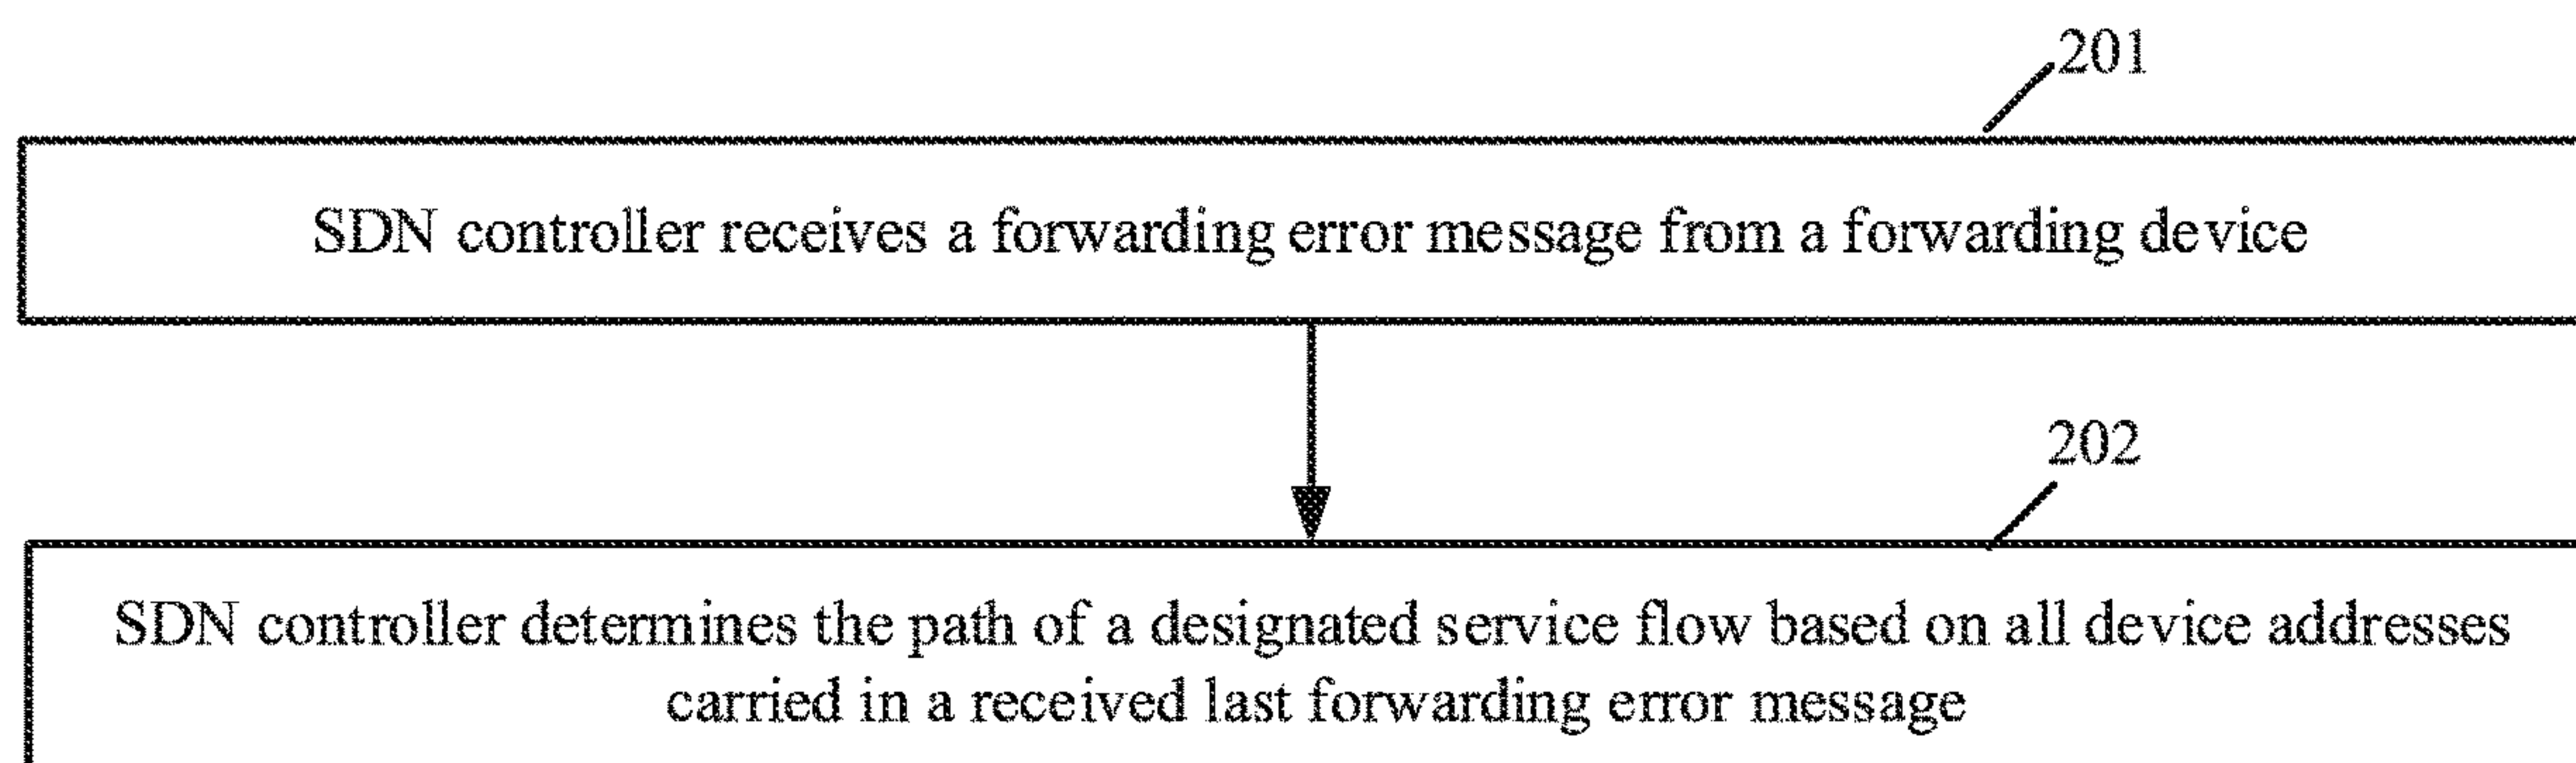 201
SDN controller receives a forwarding error message from a forwarding device
202
SDN controller determines the path of a designated service flow based on all device addresses
carried in a received last forwarding error message